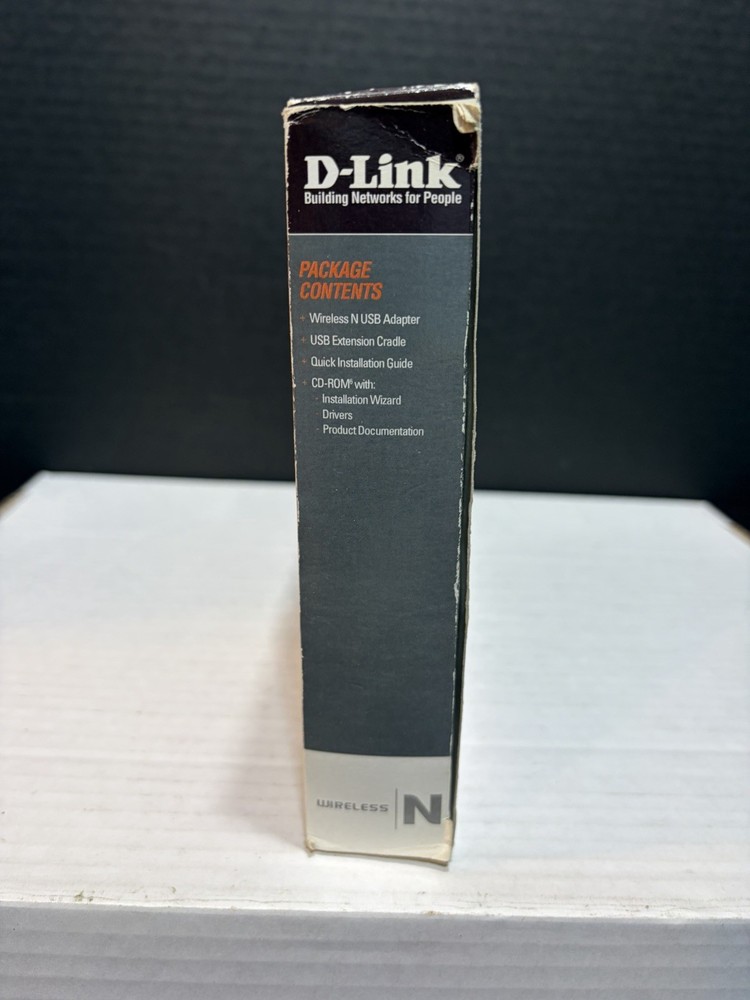 D-Link®
Building Networks for People
PACKAGE
CONTENTS
+ Wireless N USB Adapter
+ USB Extension Cradle
+ Quick Installation Guide
+ CD-ROM® with:
- Installation Wizard
- Drivers
- Product Documentation
WIRELESS N